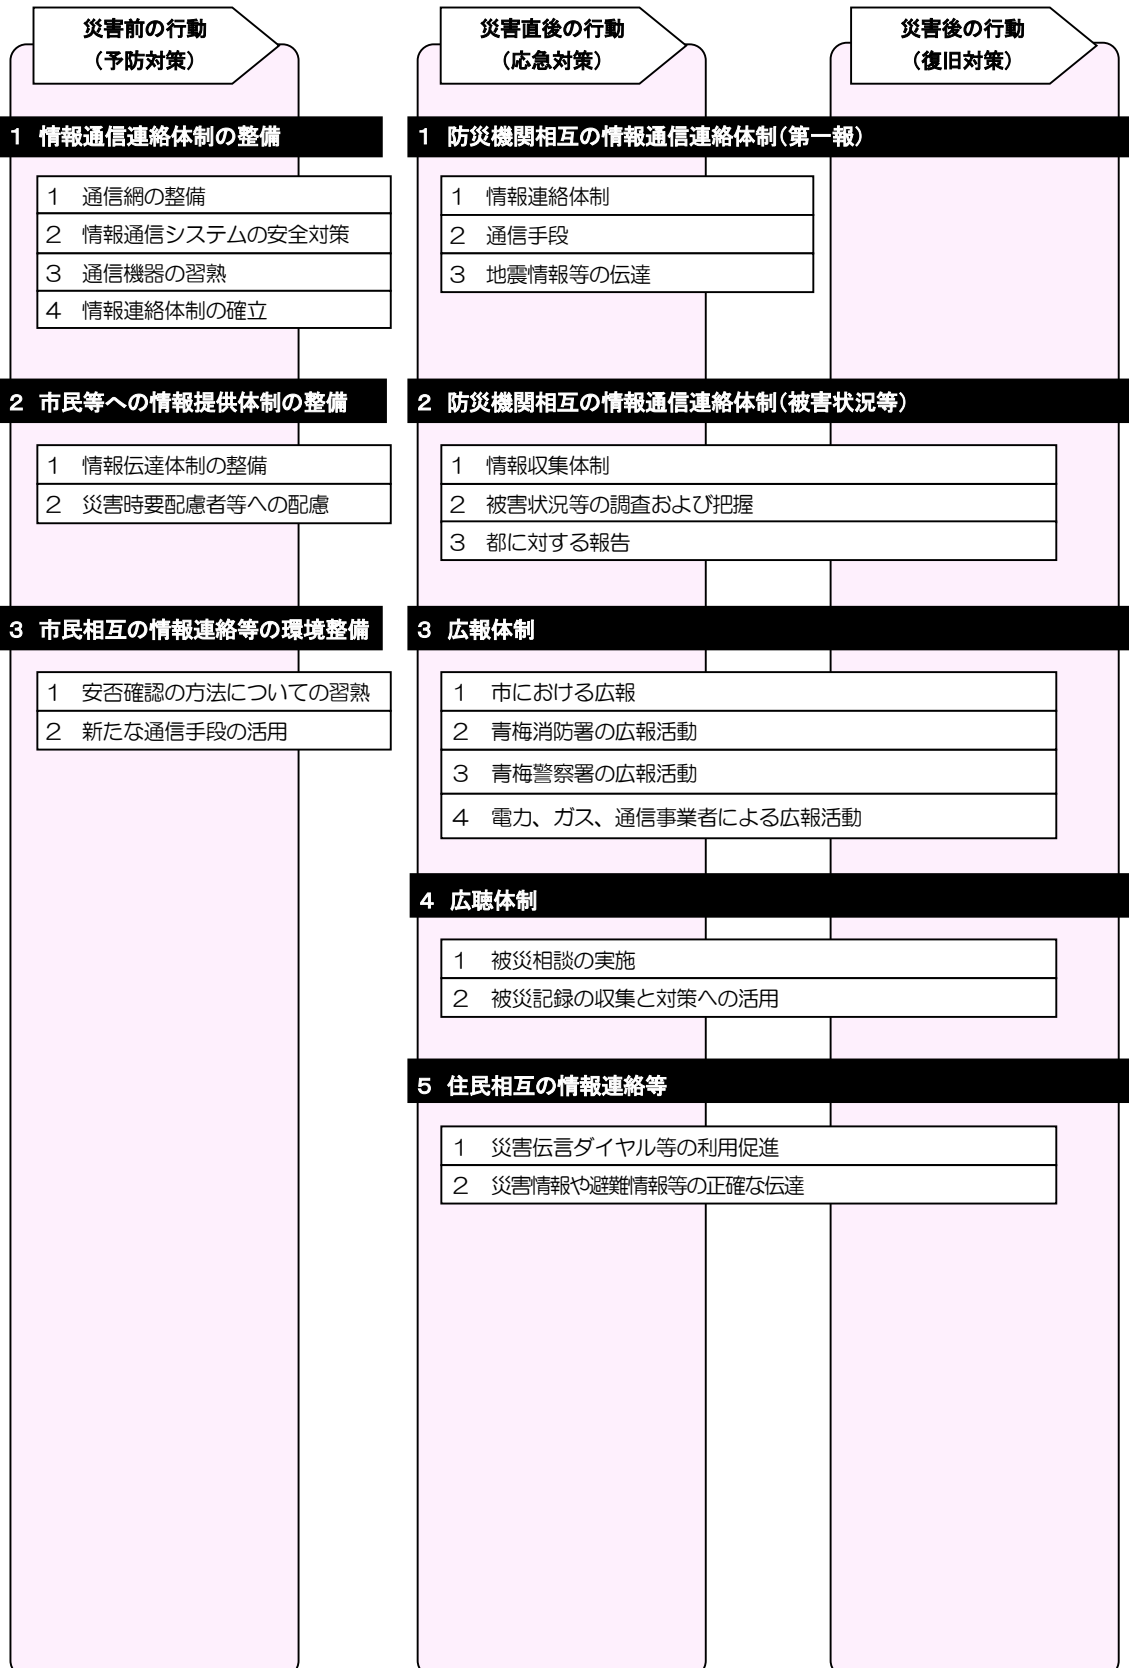 災害前の行動
（予防対策）
災害直後の行動
（応急対策）
災害後の行動
（復旧対策）
１ 情報通信連絡体制の整備
１ 通信網の整備
２ 情報通信システムの安全対策
３ 通信機器の習熟
４ 情報連絡体制の確立
２ 市民等への情報提供体制の整備
１ 情報伝達体制の整備
２ 災害時要配慮者等への配慮
３ 市民相互の情報連絡等の環境整備
１ 安否確認の方法についての習熟
２ 新たな通信手段の活用
１ 防災機関相互の情報通信連絡体制（第一報）
１ 情報連絡体制
２ 通信手段
３ 地震情報等の伝達
２ 防災機関相互の情報通信連絡体制（被害状況等）
１ 情報収集体制
２ 被害状況等の調査および把握
３ 都に対する報告
３ 広報体制
１ 市における広報
２ 青梅消防署の広報活動
３ 青梅警察署の広報活動
４ 電力、ガス、通信事業者による広報活動
４ 広聴体制
１ 被災相談の実施
２ 被災記録の収集と対策への活用
５ 住民相互の情報連絡等
１ 災害伝言ダイヤル等の利用促進
２ 災害情報や避難情報等の正確な伝達